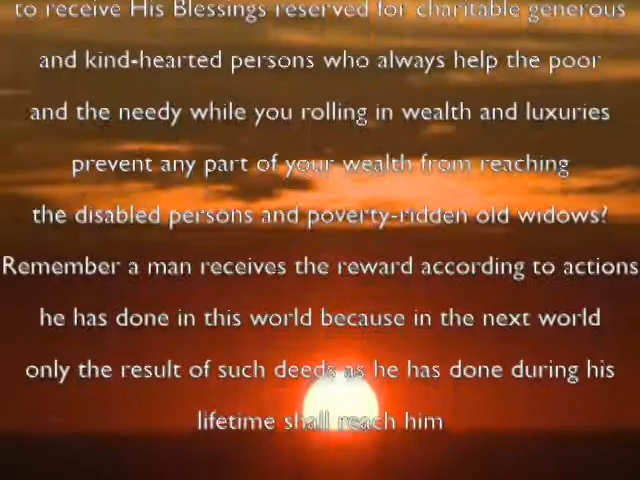 to receive His Blessings reserved for charitable generous
and kind-hearted persons who always help the poor
and the needy while you rolling in wealth and luxuries
prevent any part of your wealth from reaching
the disabled persons and poverty-ridden old widows?
Remember a man receives the reward according to actions
he has done in this world because in the next world
only the result of such deeds as he has done during his
lifetime shall reach him